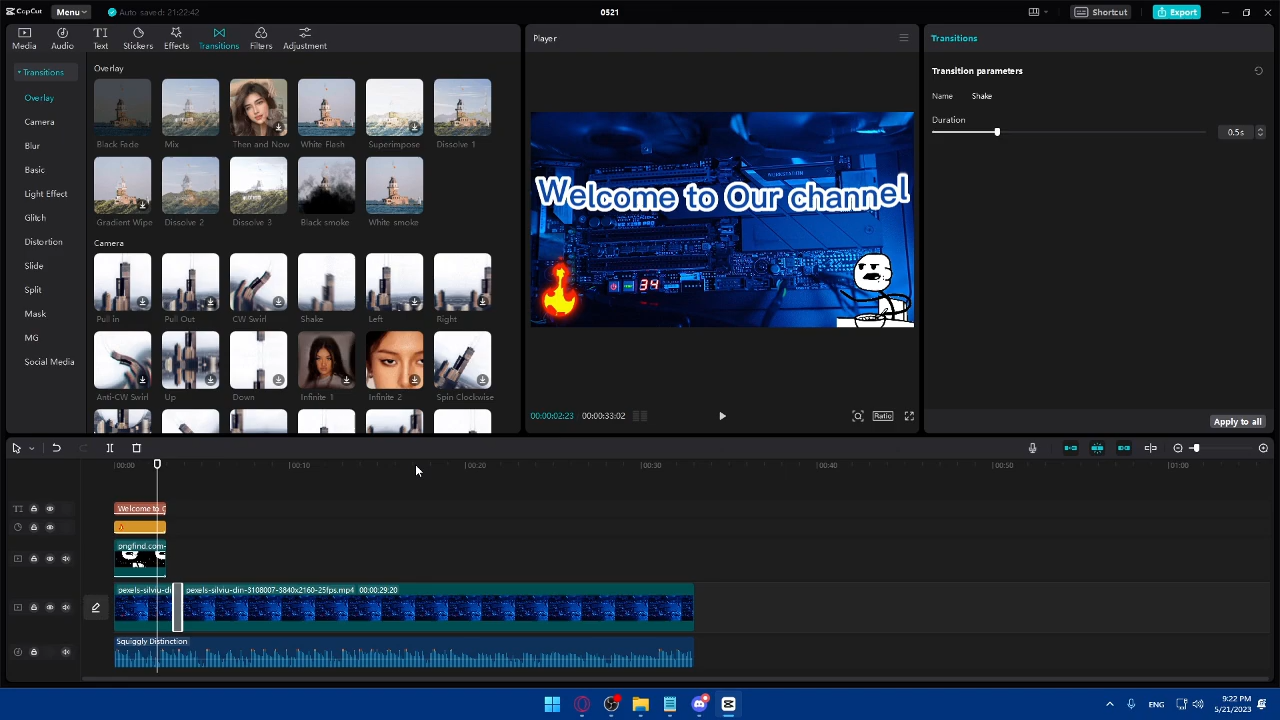 CapCut
Menu
Auto saved: 21:22:42
0521
Shortcut
Export
Media
Audio
Text
Stickers
Effects
Transitions
Filters
Adjustment
Transitions
Overlay
Camera
Blur
Basic
Light Effect
Glitch
Distortion
Slide
Split
Mask
MG
Social Media
Overlay
Black Fade
Mix
Then and Now
White Flash
Superimpose
Dissolve 1
Gradient Wipe
Dissolve 2
Dissolve 3
Black smoke
White smoke
Camera
Pull in
Pull Out
CW Swirl
Shake
Left
Right
Anti-CW Swirl
Up
Down
Infinite 1
Infinite 2
Spin Clockwise
Player
WORKSTATION
Welcome to Our channel
34
00:00:02:23
00:00:33:02
Ratio
Transitions
Transition parameters
Name
Shake
Duration
0.5s
Apply to all
00:00
00:10
00:20
00:30
00:40
00:50
01:00
TI
Welcome to O
pngfind.com-
pexels-silviu-di
pexels-silviu-din-3108007-3840x2160-25fps.mp4 00:00:29:20
Squiggly Distinction
ENG
9:22 PM
5/21/2023